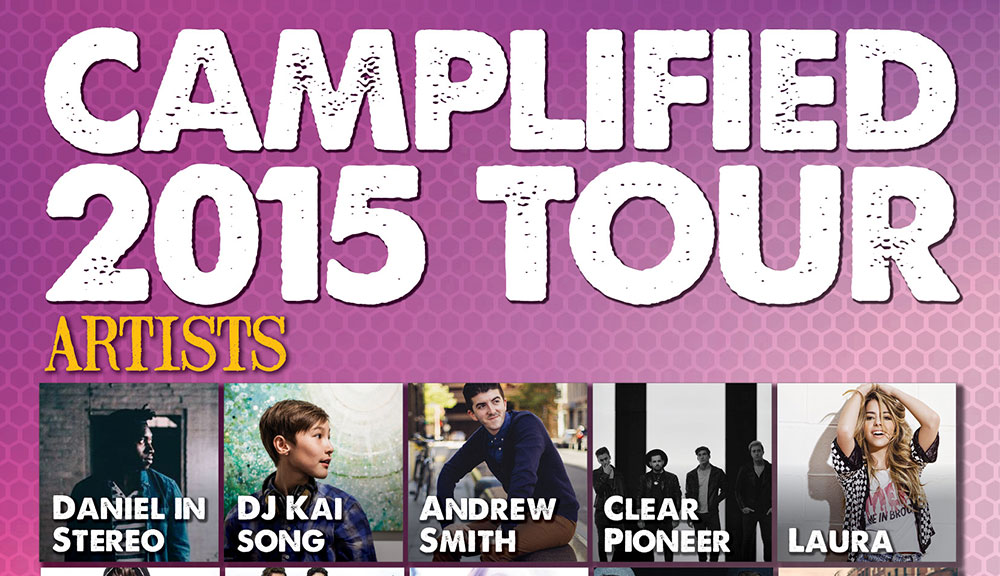 CAMPLIFIED
2015 TOUR
ARTISTS
DANIEL IN
STEREO
DJ KAI
SONG
ANDREW
SMITH
CLEAR
PIONEER
LAURA